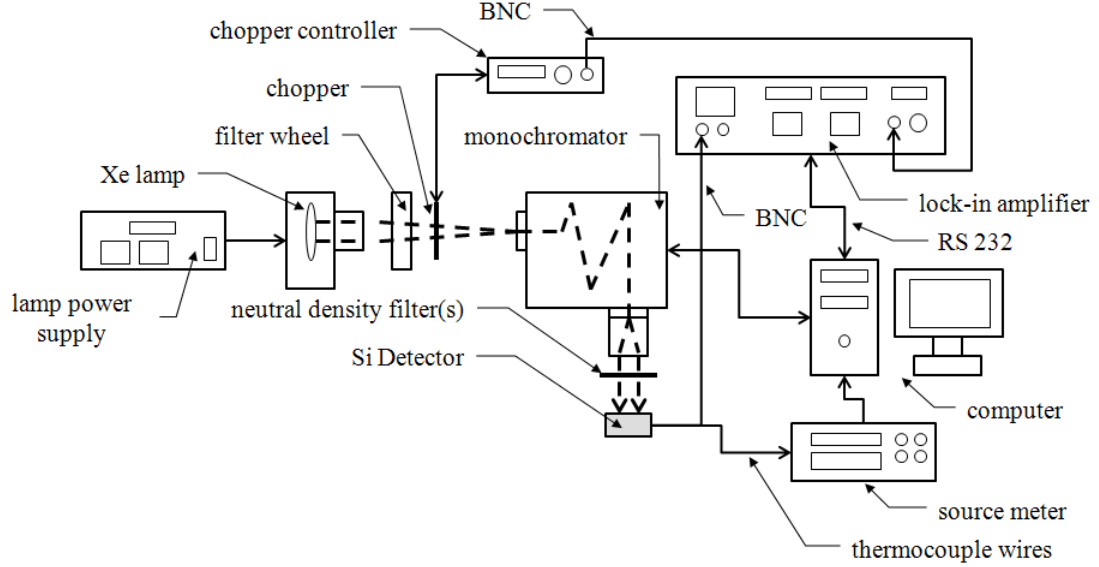 BNC
chopper controller
chopper
filter wheel
monochromator
Xe lamp
lock-in amplifier
BNC
RS 232
lamp power
supply
neutral density filter(s)
Si Detector
computer
source meter
thermocouple wires